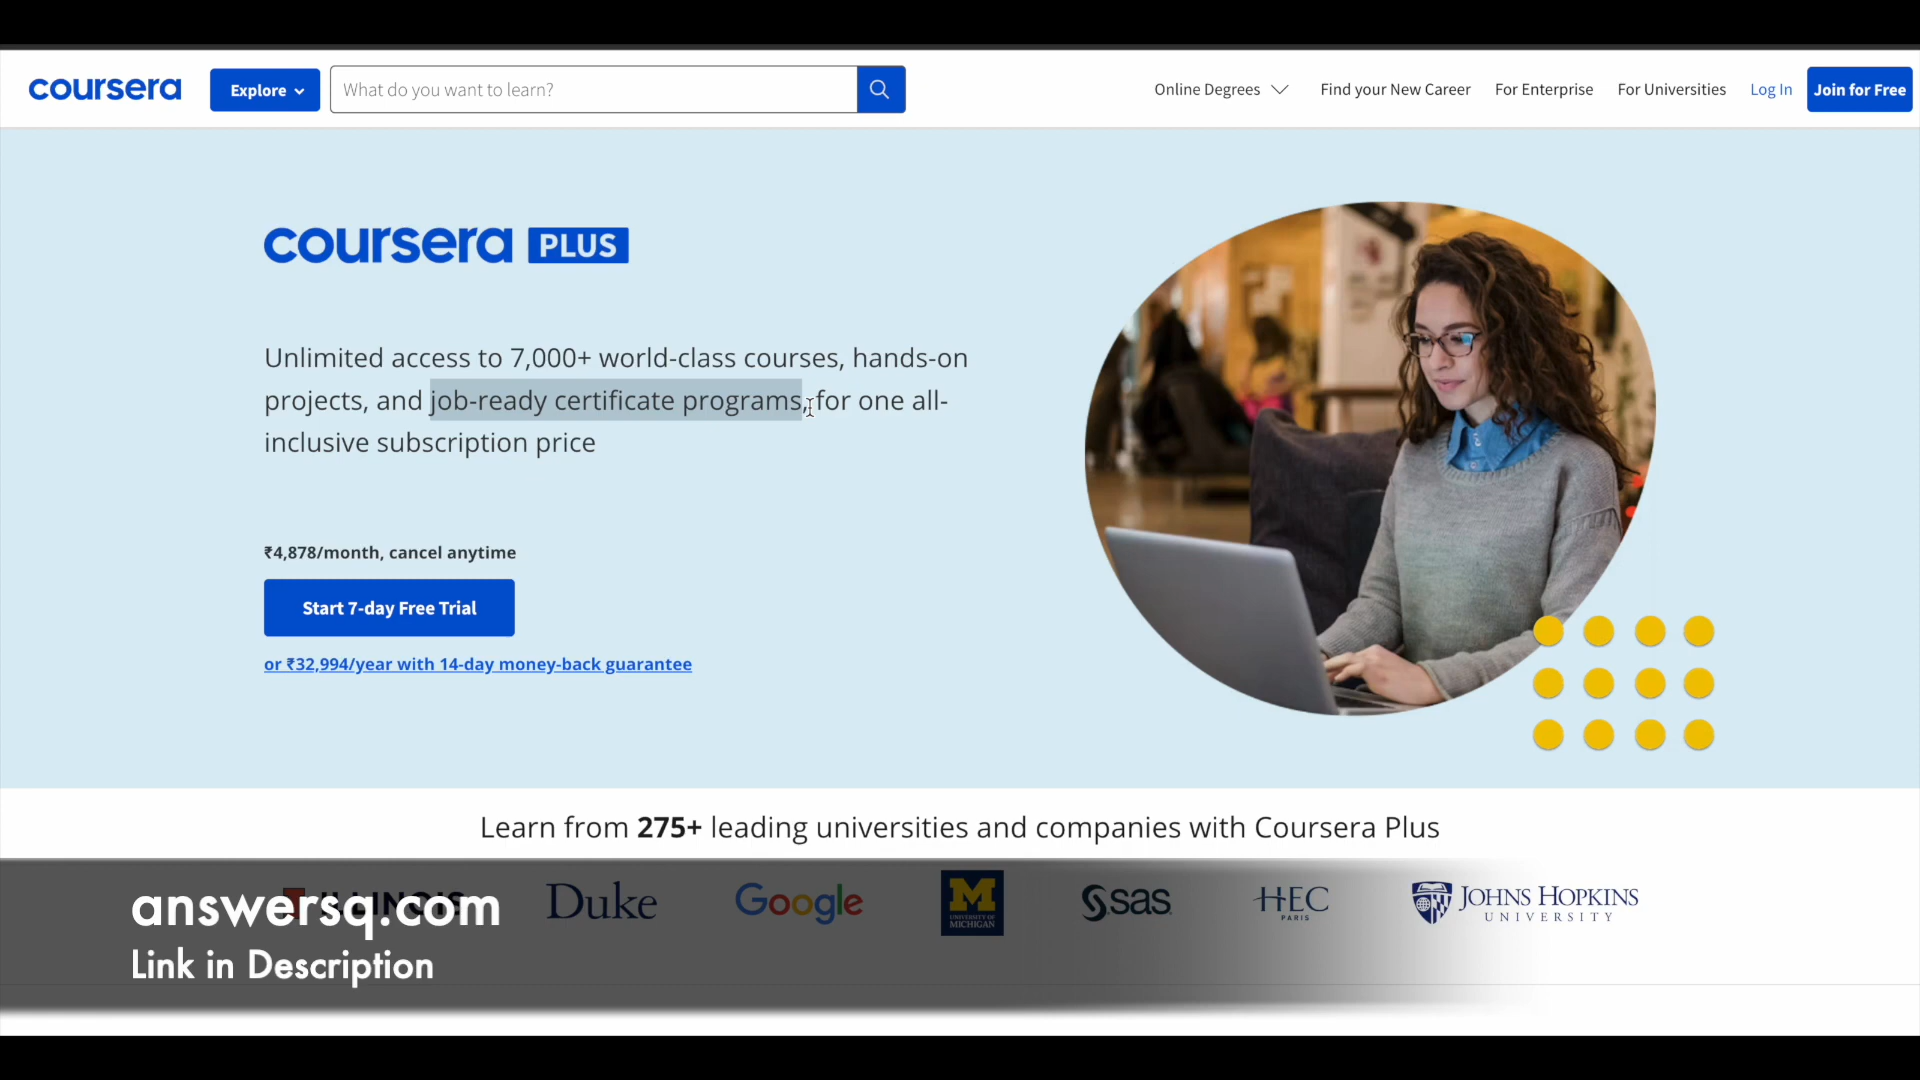 coursera
Explore
What do you want to learn?
Online Degrees
Find your New Career
For Enterprise
For Universities
Log In
Join for Free
coursera PLUS
Unlimited access to 7,000+ world-class courses, hands-on
projects, and job-ready certificate programs, for one all-
inclusive subscription price
₹4,878/month, cancel anytime
Start 7-day Free Trial
or ₹32,994/year with 14-day money-back guarantee
Learn from 275+ leading universities and companies with Coursera Plus
ILLINOIS
Duke
Google
M
UNIVERSITY OF
MICHIGAN
sas
HEC
PARIS
JOHNS HOPKINS
UNIVERSITY
answersq.com
Link in Description